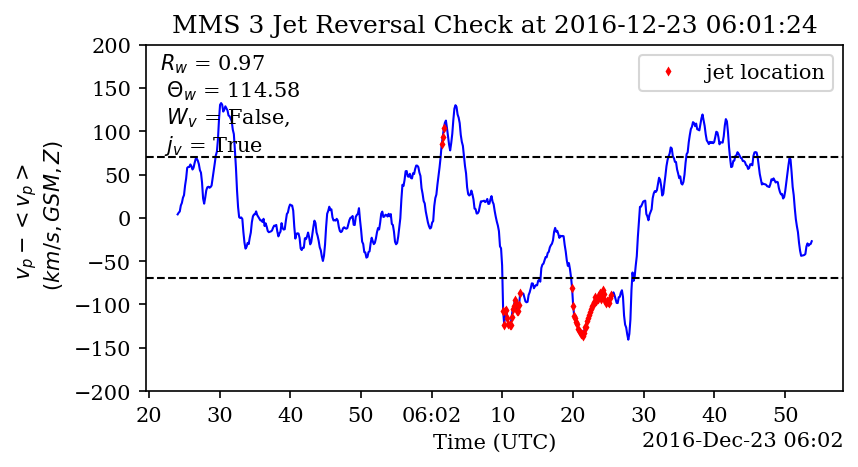 MMS 3 Jet Reversal Check at 2016-12-23 06:01:24
R_w = 0.97
Θ_w = 114.58
W_v = False,
j_v = True
jet location
v_p − < v_p >
(km/s, GSM, Z)
200
150
100
50
0
−50
−100
−150
−200
20 30 40 50 06:02 10 20 30 40 50
Time (UTC)
2016-Dec-23 06:02